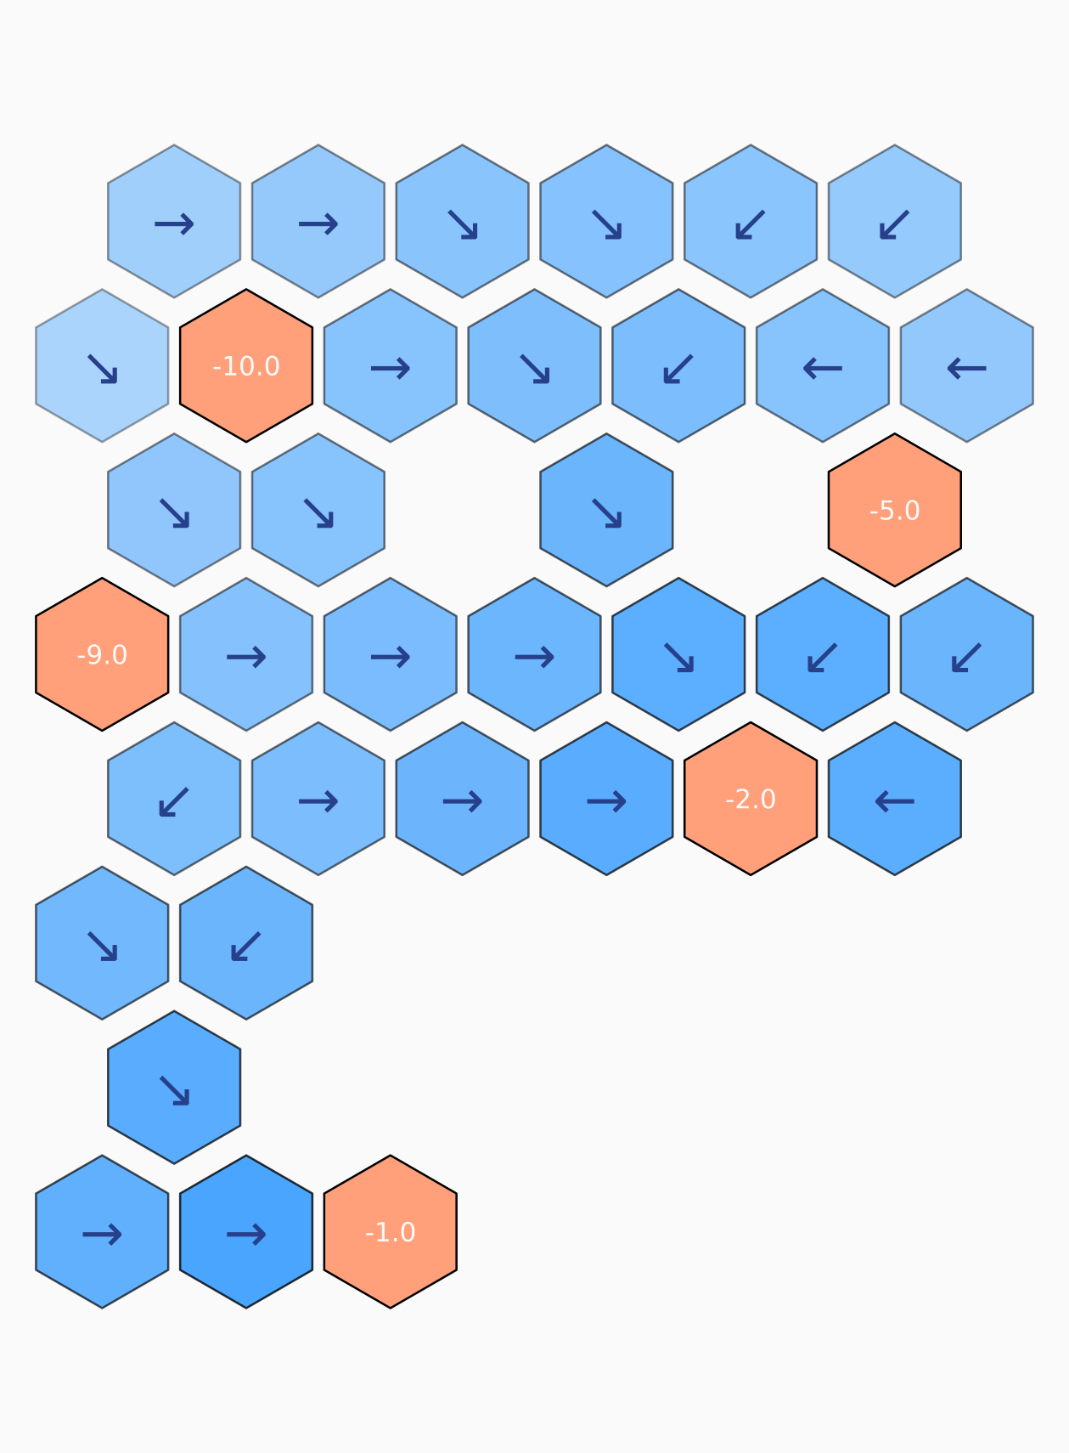 → → ↘ ↘ ↙ ↙
↘ -10.0 → ↘ ↙ ← ←
↘ ↘ ↘ -5.0
-9.0 → → → ↘ ↙ ↙
↙ → → → -2.0 ←
↘ ↙
↘
→ → -1.0